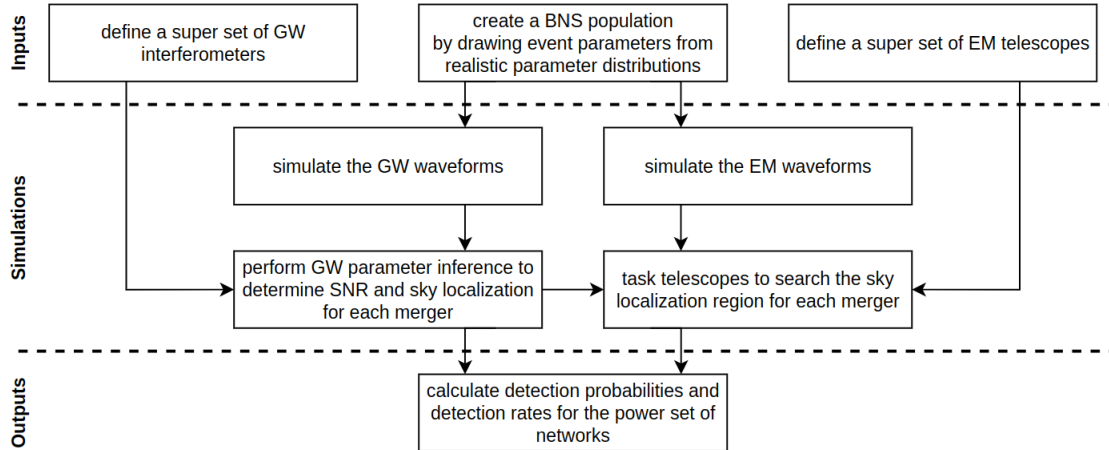 Inputs
define a super set of GW
interferometers
create a BNS population
by drawing event parameters from
realistic parameter distributions
define a super set of EM telescopes
Simulations
simulate the GW waveforms
simulate the EM waveforms
perform GW parameter inference to
determine SNR and sky localization
for each merger
task telescopes to search the sky
localization region for each merger
Outputs
calculate detection probabilities and
detection rates for the power set of
networks